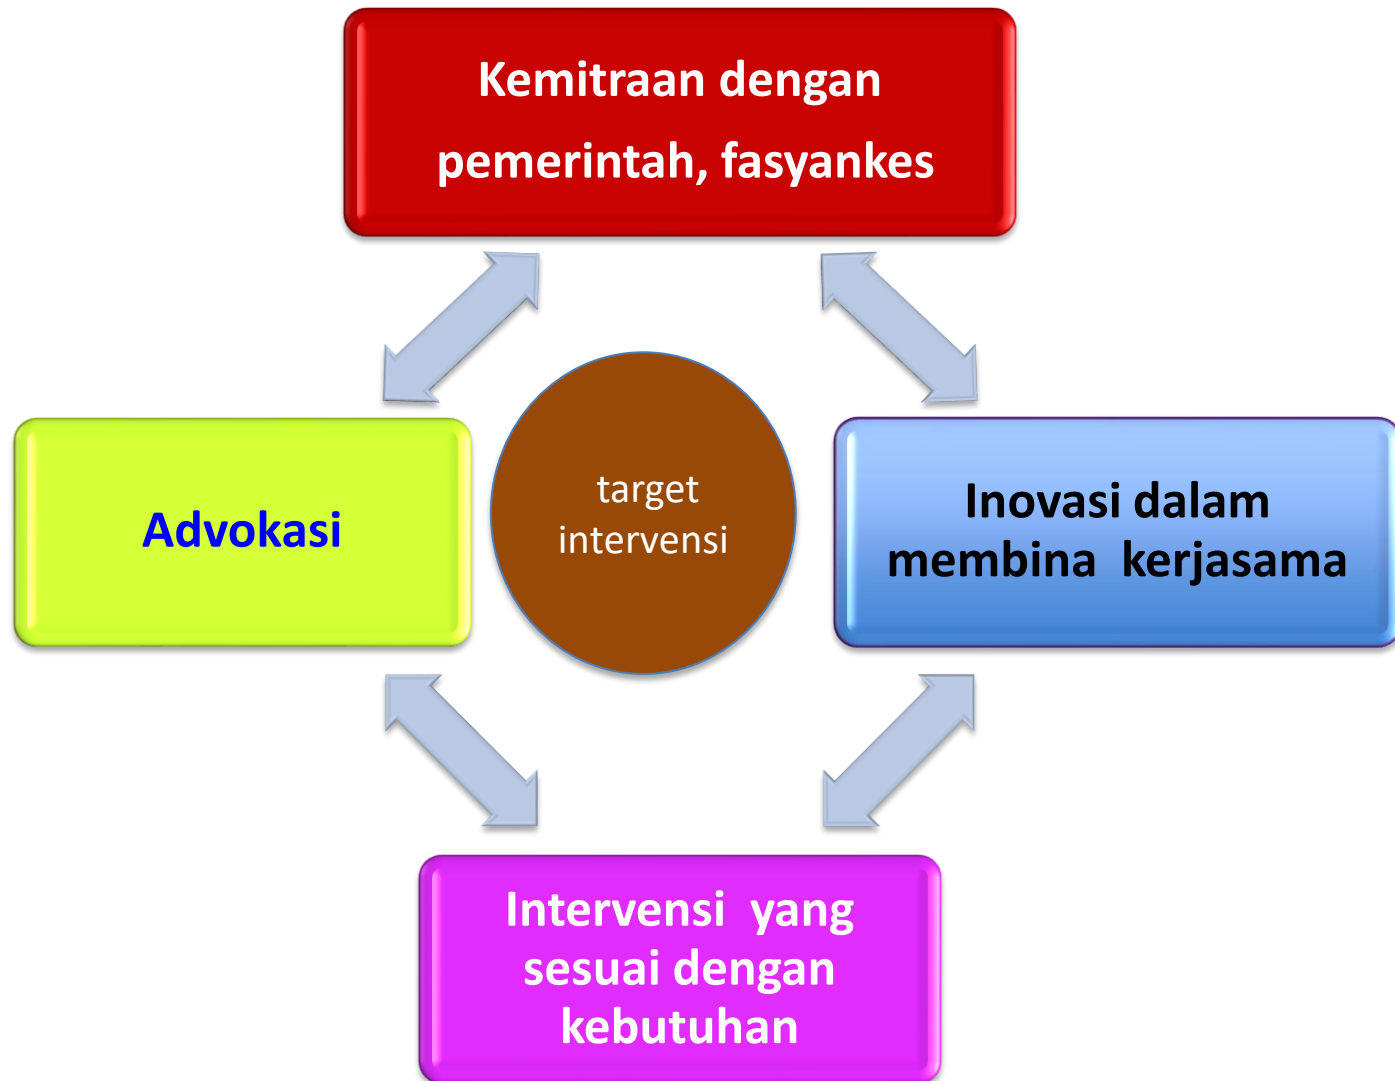 Kemitraan dengan
pemerintah, fasyankes
target
intervensi
Advokasi
Inovasi dalam
membina  kerjasama
Intervensi  yang
sesuai dengan
kebutuhan